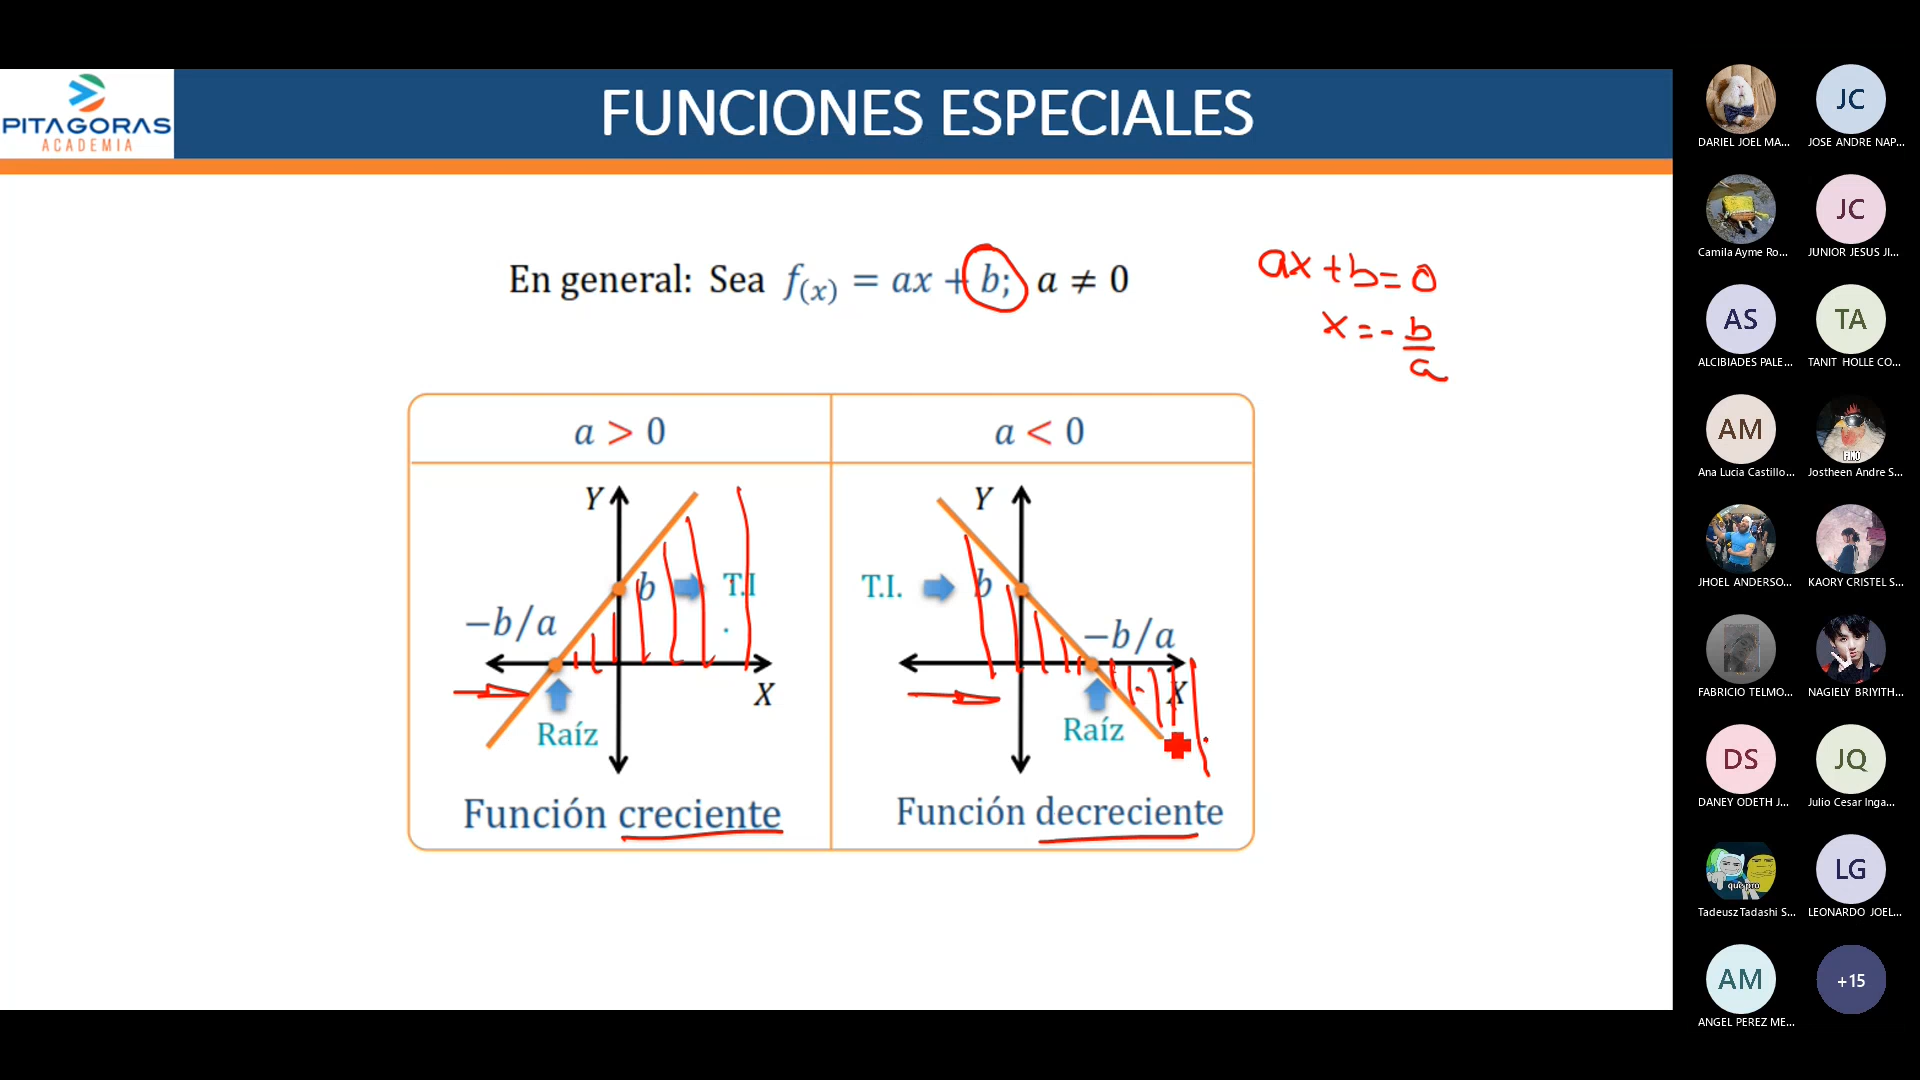 PITAGORAS
ACADEMIA
FUNCIONES ESPECIALES
En general: Sea f(x) = ax + b; a ≠ 0
ax + b = 0
x = - b/a
a > 0
a < 0
Y
b
T.I
.
−b/a
X
Raíz
Función creciente
Y
T.I.
b
−b/a
X
Raíz
Función decreciente
DARIEL JOEL MA...
JC
JOSE ANDRE NAP...
Camila Ayme Ro...
JC
JUNIOR JESUS JI...
AS
ALCIBIADES PALE...
TA
TANIT HOLLE CO...
AM
Ana Lucia Castillo...
FINO
Jostheen Andre S...
JHOEL ANDERSO...
KAORY CRISTEL S...
FABRICIO TELMO...
NAGIELY BRIYITH...
DS
DANEY ODETH J...
JQ
Julio Cesar Inga...
que pro
Tadeusz Tadashi S...
LG
LEONARDO JOEL...
AM
ANGEL PEREZ ME...
+15